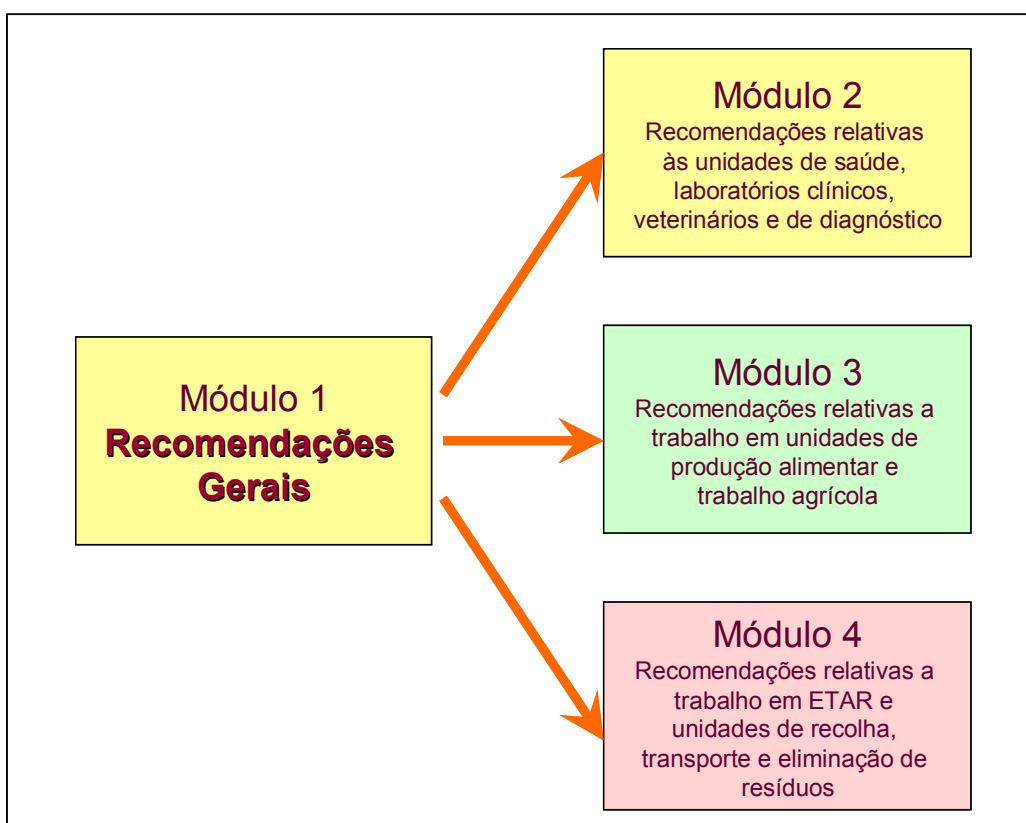 Módulo 1
Recomendações
Gerais
Módulo 2
Recomendações relativas
às unidades de saúde,
laboratórios clínicos,
veterinários e de diagnóstico
Módulo 3
Recomendações relativas a
trabalho em unidades de
produção alimentar e
trabalho agrícola
Módulo 4
Recomendações relativas a
trabalho em ETAR e
unidades de recolha,
transporte e eliminação de
resíduos